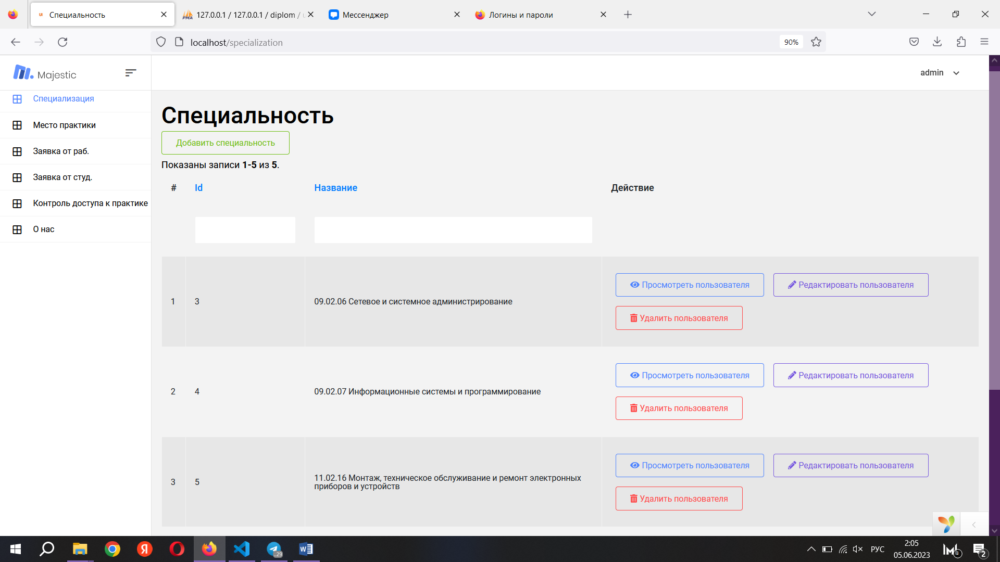 Специальность
127.0.0.1 / 127.0.0.1 / diplom /
Мессенджер
Логины и пароли
localhost/specialization
90%
Majestic
admin
Специализация
Место практики
Заявка от раб.
Заявка от студ.
Контроль доступа к практике
О нас
Специальность
Добавить специальность
Показаны записи 1-5 из 5.
# Id Название Действие
1 3 09.02.06 Сетевое и системное администрирование
Просмотреть пользователя
Редактировать пользователя
Удалить пользователя
2 4 09.02.07 Информационные системы и программирование
Просмотреть пользователя
Редактировать пользователя
Удалить пользователя
3 5 11.02.16 Монтаж, техническое обслуживание и ремонт электронных
приборов и устройств
Просмотреть пользователя
Редактировать пользователя
Удалить пользователя
29
РУС
2:05
05.06.2023
2